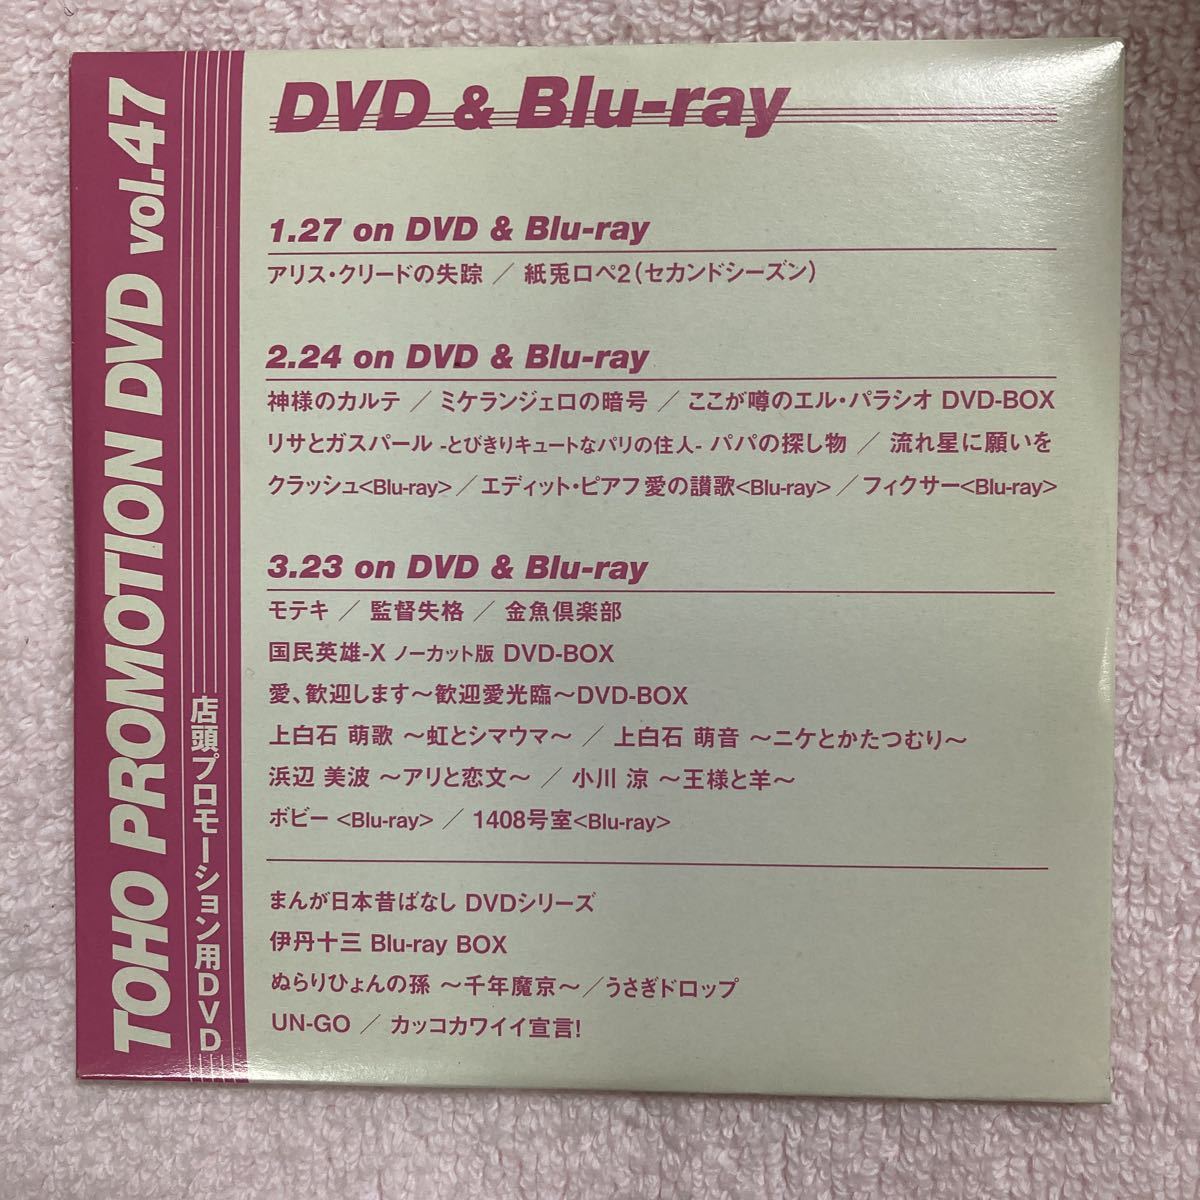 TOHO PROMOTION DVD vol.47
店頭プロモーション用DVD
DVD & Blu-ray
1.27 on DVD & Blu-ray
アリス・クリードの失踪 ／ 紙兎ロペ2(セカンドシーズン)
2.24 on DVD & Blu-ray
神様のカルテ ／ ミケランジェロの暗号 ／ ここが噂のエル・パラシオ DVD-BOX
リサとガスパール -とびきりキュートなパリの住人- パパの探し物 ／ 流れ星に願いを
クラッシュ<Blu-ray>／エディット・ピアフ 愛の讃歌<Blu-ray>／フィクサー<Blu-ray>
3.23 on DVD & Blu-ray
モテキ ／ 監督失格 ／ 金魚倶楽部
国民英雄-X ノーカット版 DVD-BOX
愛、歓迎します〜歓迎愛光臨〜DVD-BOX
上白石 萌歌 〜虹とシマウマ〜 ／ 上白石 萌音 〜ニケとかたつむり〜
浜辺 美波 〜アリと恋文〜 ／ 小川 涼 〜王様と羊〜
ボビー <Blu-ray> ／ 1408号室<Blu-ray>
まんが日本昔ばなし DVDシリーズ
伊丹十三 Blu-ray BOX
ぬらりひょんの孫 〜千年魔京〜／うさぎドロップ
UN-GO ／ カッコカワイイ宣言!